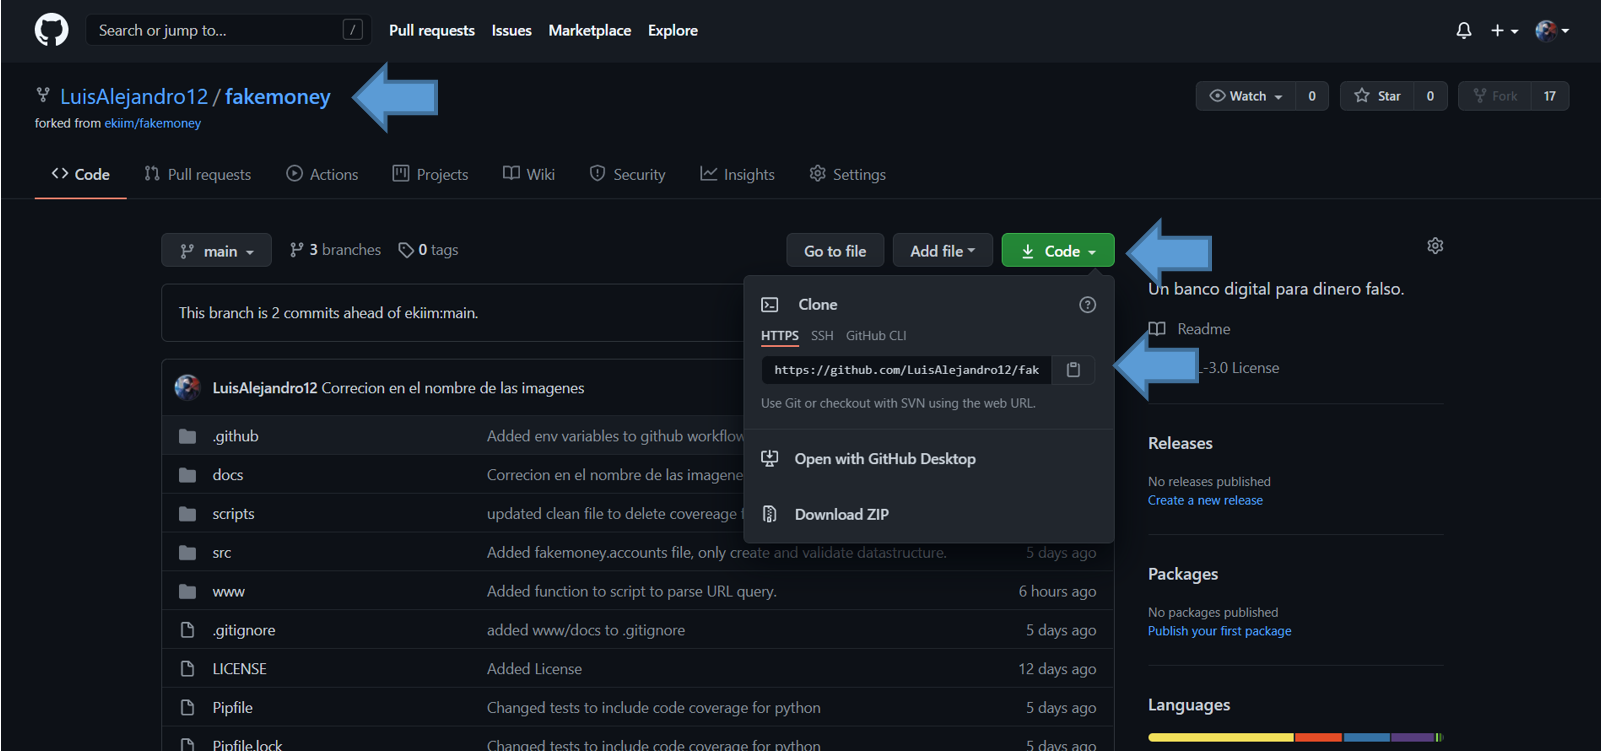 Search or jump to... /
Pull requests Issues Marketplace Explore
LuisAlejandro12 / fakemoney
forked from ekiim/fakemoney
Watch 0 Star 0 Fork 17
Code Pull requests Actions Projects Wiki Security Insights Settings
main 3 branches 0 tags Go to file Add file Code
This branch is 2 commits ahead of ekiim:main.
Clone
HTTPS SSH GitHub CLI
https://github.com/LuisAlejandro12/fak
Use Git or checkout with SVN using the web URL.
Open with GitHub Desktop
Download ZIP
LuisAlejandro12 Correcion en el nombre de las imagenes
.github Added env variables to github workflow
docs Correcion en el nombre de las imagene
scripts updated clean file to delete covereage
src Added fakemoney.accounts file, only create and validate datastructure. 5 days ago
www Added function to script to parse URL query. 6 hours ago
.gitignore added www/docs to .gitignore 5 days ago
LICENSE Added License 12 days ago
Pipfile Changed tests to include code coverage for python 5 days ago
Pipfile.lock Changed tests to include code coverage for python 5 days ago
Un banco digital para dinero falso.
Readme
L-3.0 License
Releases
No releases published
Create a new release
Packages
No packages published
Publish your first package
Languages